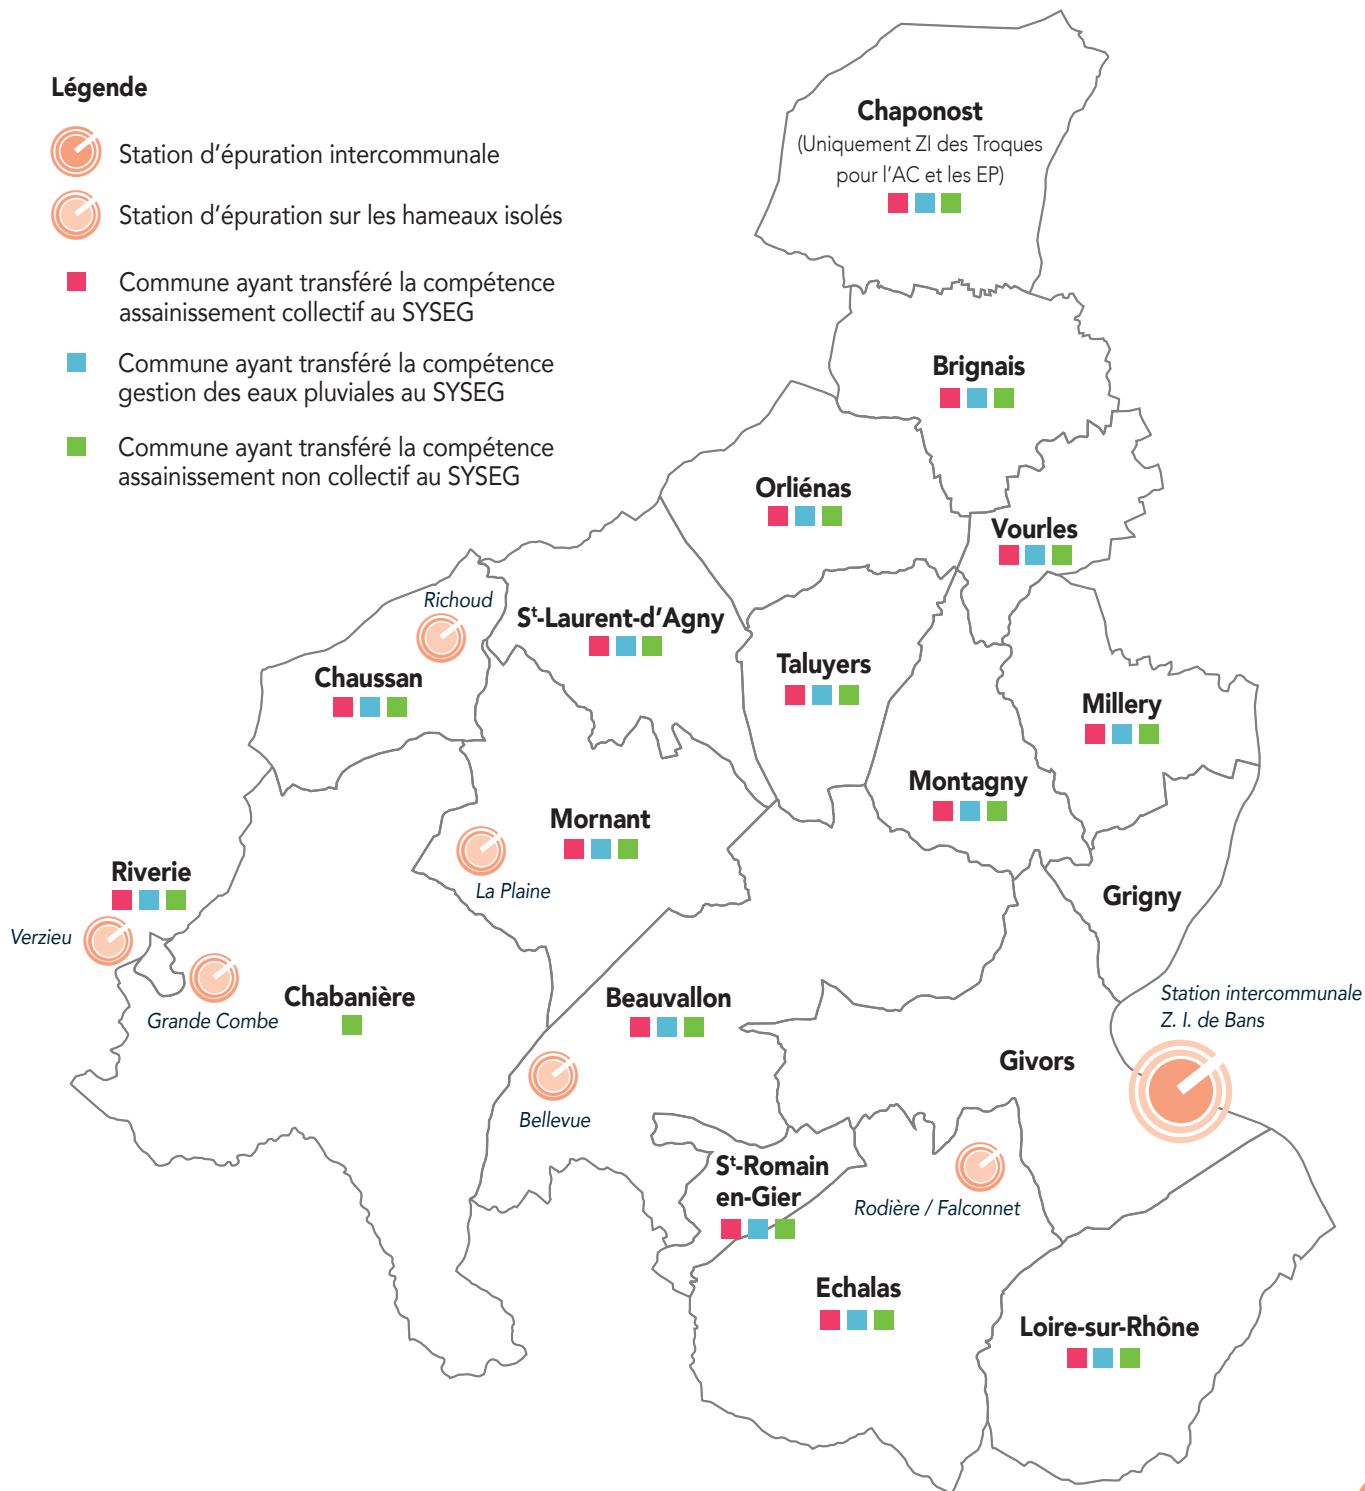 Légende
Station d'épuration intercommunale
Station d'épuration sur les hameaux isolés
Commune ayant transféré la compétence
assainissement collectif au SYSEG
Commune ayant transféré la compétence
gestion des eaux pluviales au SYSEG
Commune ayant transféré la compétence
assainissement non collectif au SYSEG
Chaponost
(Uniquement ZI des Troques
pour l'AC et les EP)
Brignais
Orliénas
Vourles
Richoud
St-Laurent-d'Agny
Chaussan
Taluyers
Millery
Montagny
Mornant
La Plaine
Riverie
Grigny
Verzieu
Chabanière
Grande Combe
Beauvallon
Station intercommunale
Z. I. de Bans
Givors
Bellevue
St-Romain
en-Gier
Rodière / Falconnet
Echalas
Loire-sur-Rhône